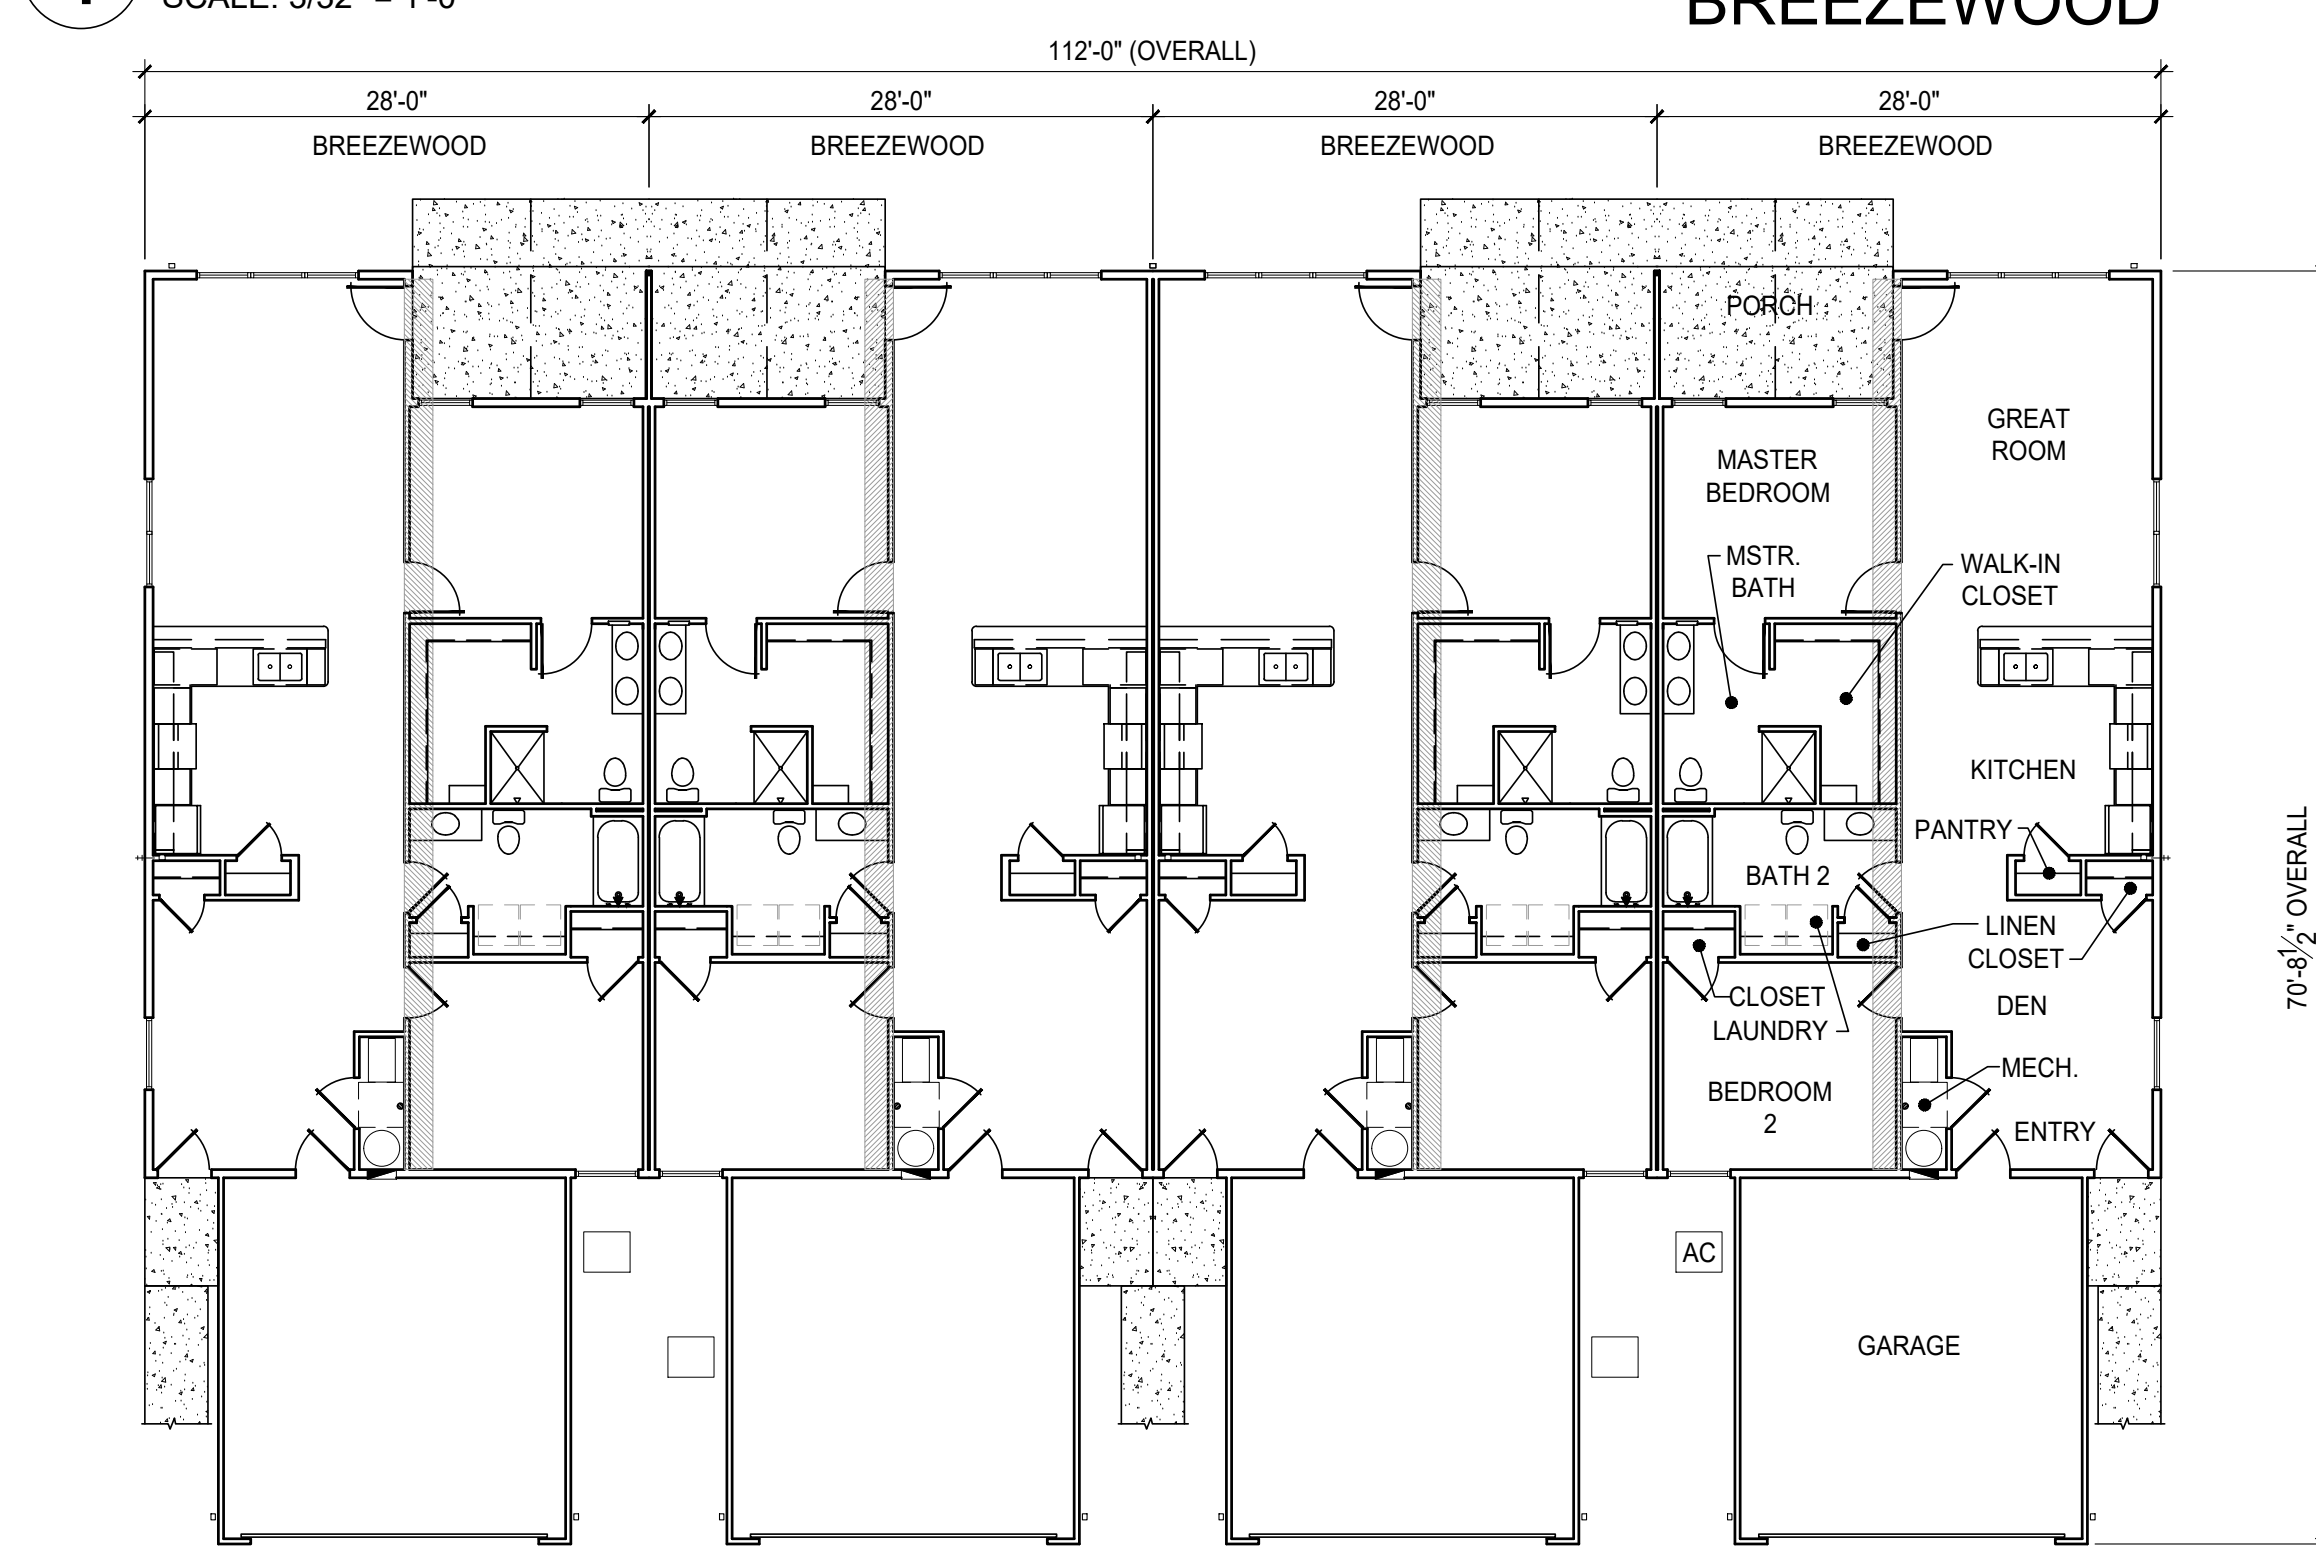 SCALE: 3/32" = 1'-0"
BREEZEWOOD
112'-0" (OVERALL)
28'-0"
28'-0"
28'-0"
28'-0"
BREEZEWOOD
BREEZEWOOD
BREEZEWOOD
BREEZEWOOD
PORCH
GREAT
ROOM
MASTER
BEDROOM
MSTR.
BATH
WALK-IN
CLOSET
KITCHEN
PANTRY
BATH 2
LINEN
CLOSET
CLOSET
LAUNDRY
DEN
MECH.
BEDROOM
2
ENTRY
AC
GARAGE
70'-8 1/2" OVERALL